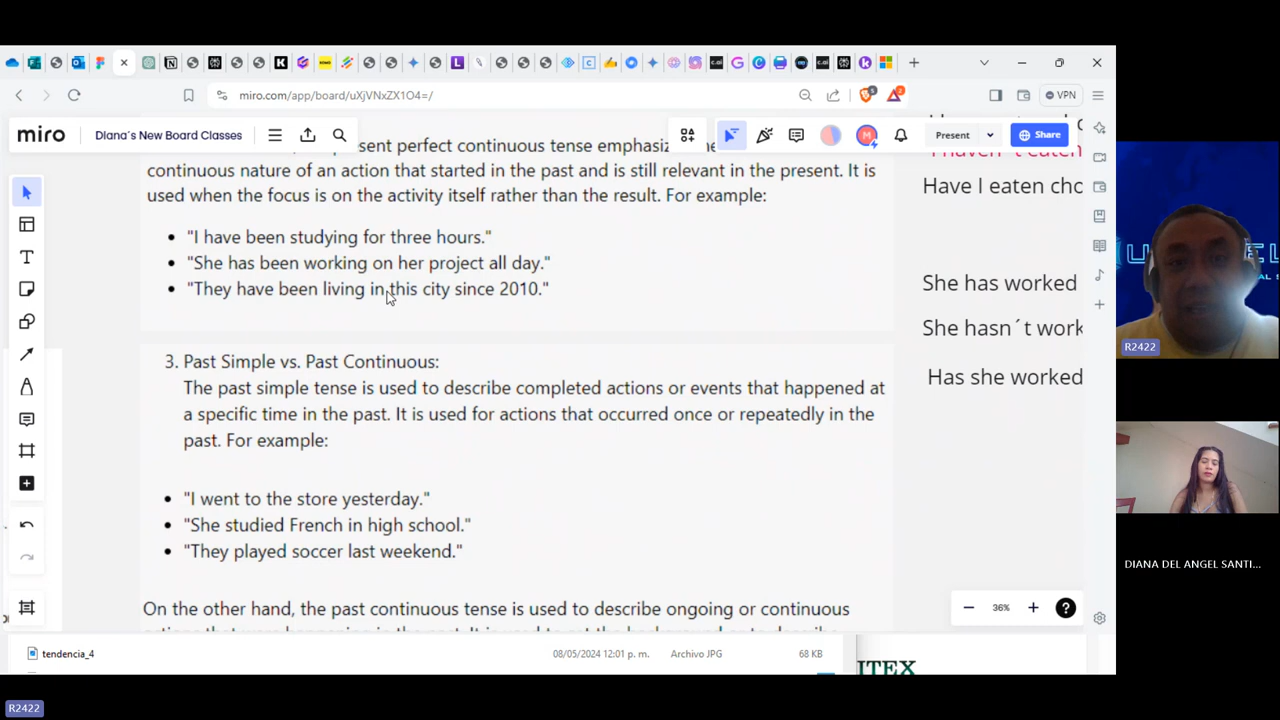 miro.com/app/board/uXjVNxZX1O4=/
VPN
miro
DIana´s New Board Classes
Present
Share
sent perfect continuous tense emphasiz
continuous nature of an action that started in the past and is still relevant in the present. It is
used when the focus is on the activity itself rather than the result. For example:
• "I have been studying for three hours."
• "She has been working on her project all day."
• "They have been living in this city since 2010."
3. Past Simple vs. Past Continuous:
The past simple tense is used to describe completed actions or events that happened at
a specific time in the past. It is used for actions that occurred once or repeatedly in the
past. For example:
• "I went to the store yesterday."
• "She studied French in high school."
• "They played soccer last weekend."
On the other hand, the past continuous tense is used to describe ongoing or continuous
I haven´t eaten
Have I eaten cho
She has worked
She hasn´t work
Has she worked
36%
tendencia_4
08/05/2024 12:01 p. m.
Archivo JPG
68 KB
ITEX
R2422
DIANA DEL ANGEL SANTI...
R2422